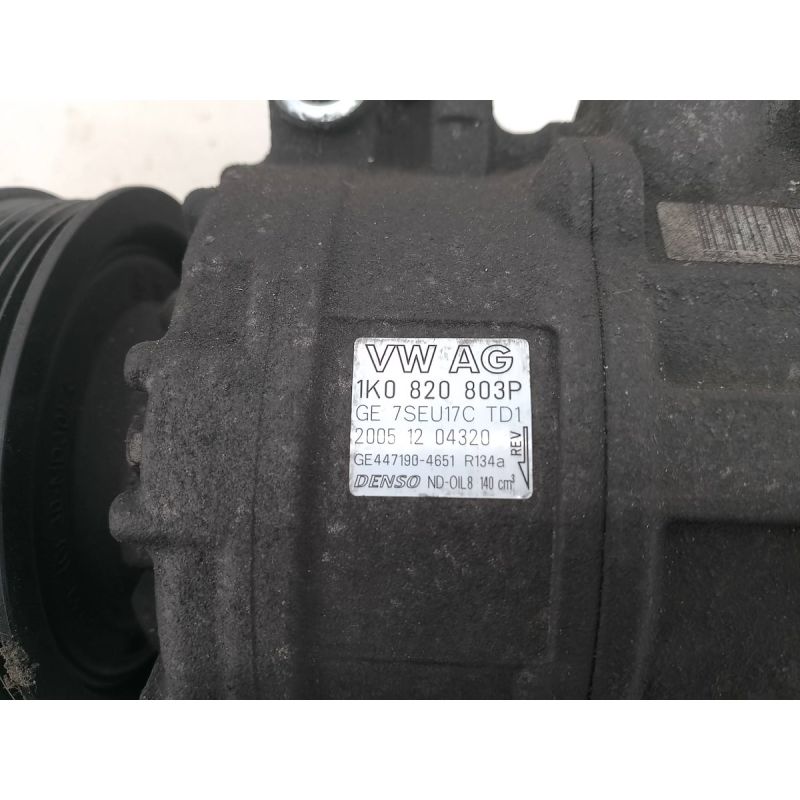 VW AG
1K0 820 803P
GE 7SEU17C TD1
2005 12 04320
REV
GE447190-4651 R134a
DENSO ND-OIL8 140 cm³